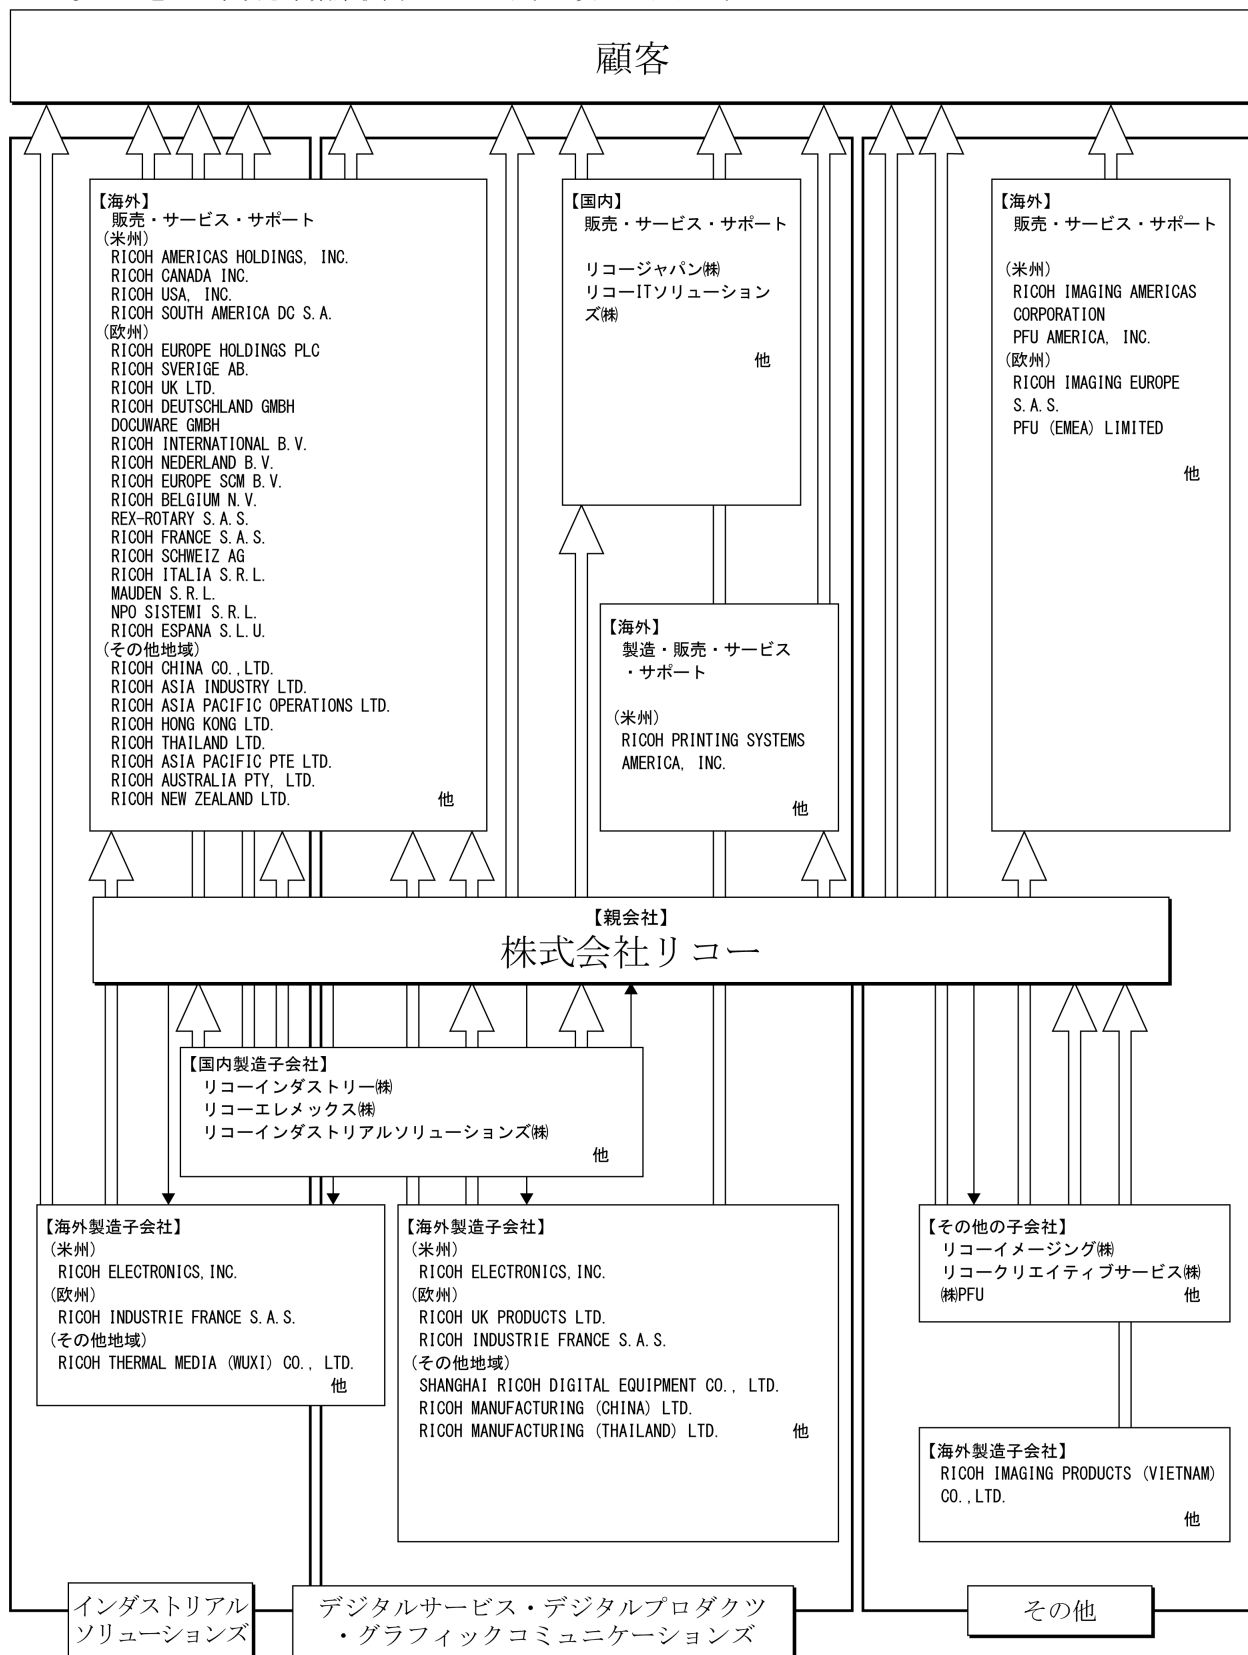 顧客
【海外】
販売・サービス・サポート
(米州)
RICOH AMERICAS HOLDINGS, INC.
RICOH CANADA INC.
RICOH USA, INC.
RICOH SOUTH AMERICA DC S.A.
(欧州)
RICOH EUROPE HOLDINGS PLC
RICOH SVERIGE AB.
RICOH UK LTD.
RICOH DEUTSCHLAND GMBH
DOCUWARE GMBH
RICOH INTERNATIONAL B.V.
RICOH NEDERLAND B.V.
RICOH EUROPE SCM B.V.
RICOH BELGIUM N.V.
REX-ROTARY S.A.S.
RICOH FRANCE S.A.S.
RICOH SCHWEIZ AG
RICOH ITALIA S.R.L.
MAUDEN S.R.L.
NPO SISTEMI S.R.L.
RICOH ESPANA S.L.U.
(その他地域)
RICOH CHINA CO.,LTD.
RICOH ASIA INDUSTRY LTD.
RICOH ASIA PACIFIC OPERATIONS LTD.
RICOH HONG KONG LTD.
RICOH THAILAND LTD.
RICOH ASIA PACIFIC PTE LTD.
RICOH AUSTRALIA PTY, LTD.
RICOH NEW ZEALAND LTD. 他
【国内】
販売・サービス・サポート
リコージャパン㈱
リコーITソリューション
ズ㈱
他
【海外】
製造・販売・サービス
・サポート
(米州)
RICOH PRINTING SYSTEMS
AMERICA, INC.
他
【海外】
販売・サービス・サポート
(米州)
RICOH IMAGING AMERICAS
CORPORATION
PFU AMERICA, INC.
(欧州)
RICOH IMAGING EUROPE
S.A.S.
PFU (EMEA) LIMITED
他
【親会社】
株式会社リコー
【国内製造子会社】
リコーインダストリー㈱
リコーエレメックス㈱
リコーインダストリアルソリューションズ㈱
他
【海外製造子会社】
(米州)
RICOH ELECTRONICS,INC.
(欧州)
RICOH INDUSTRIE FRANCE S.A.S.
(その他地域)
RICOH THERMAL MEDIA (WUXI) CO., LTD.
他
【海外製造子会社】
(米州)
RICOH ELECTRONICS,INC.
(欧州)
RICOH UK PRODUCTS LTD.
RICOH INDUSTRIE FRANCE S.A.S.
(その他地域)
SHANGHAI RICOH DIGITAL EQUIPMENT CO., LTD.
RICOH MANUFACTURING (CHINA) LTD.
RICOH MANUFACTURING (THAILAND) LTD. 他
【その他の子会社】
リコーイメージング㈱
リコークリエイティブサービス㈱
㈱PFU 他
【海外製造子会社】
RICOH IMAGING PRODUCTS (VIETNAM)
CO.,LTD.
他
インダストリアル
ソリューションズ
デジタルサービス・デジタルプロダクツ
・グラフィックコミュニケーションズ
その他